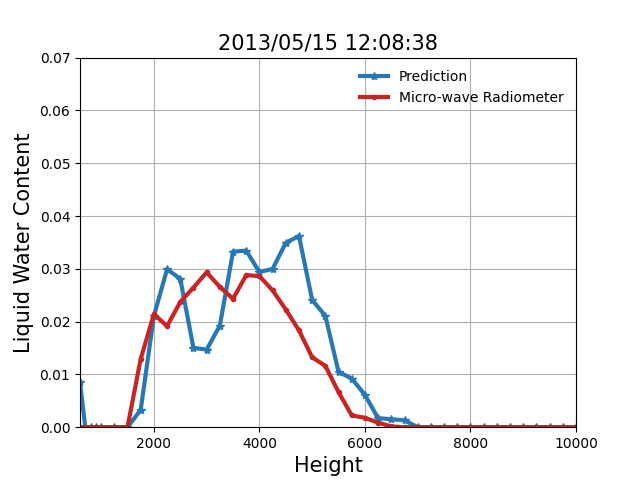 2013/05/15 12:08:38
Prediction
Micro-wave Radiometer
Liquid Water Content
0.07
0.06
0.05
0.04
0.03
0.02
0.01
0.00
2000 4000 6000 8000 10000
Height